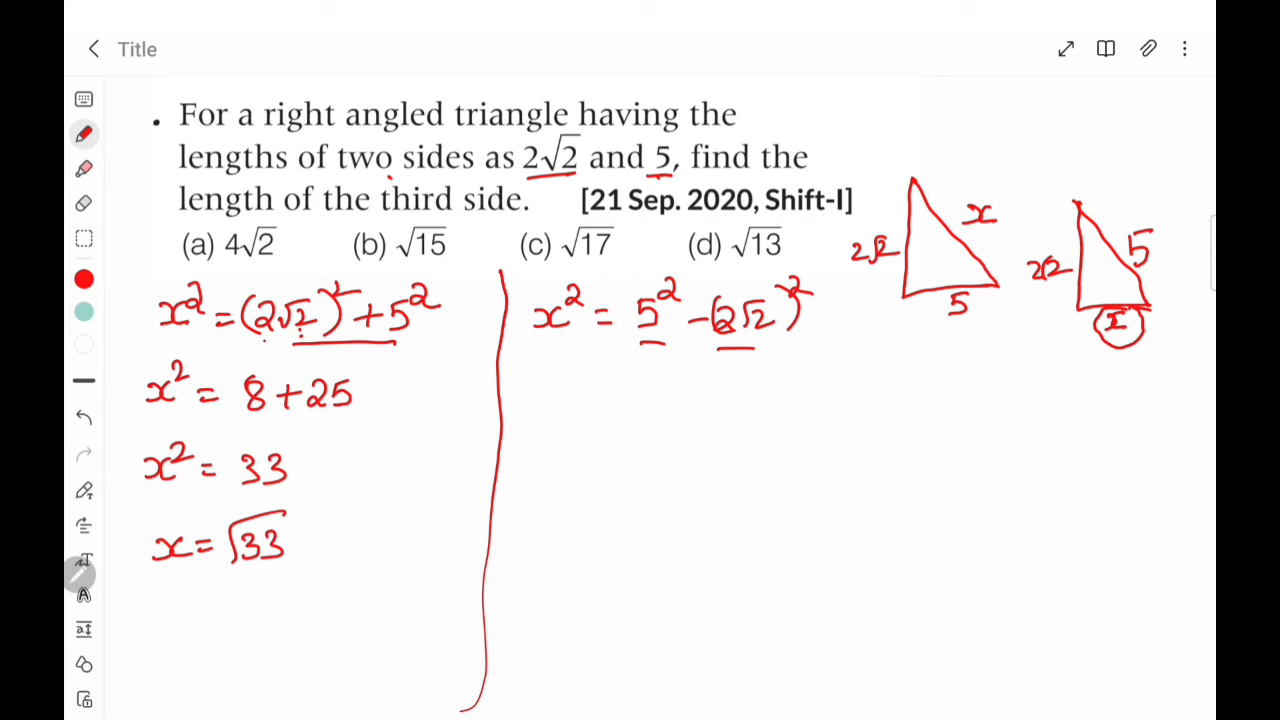 Title
. For a right angled triangle having the
lengths of two sides as 2√2 and 5, find the
length of the third side. [21 Sep. 2020, Shift-I]
(a) 4√2 (b) √15 (c) √17 (d) √13
x
2√2
5
5
2√2
x
x² = (2√2)² + 5²
x² = 8 + 25
x² = 33
x = √33
x² = 5² - (2√2)²